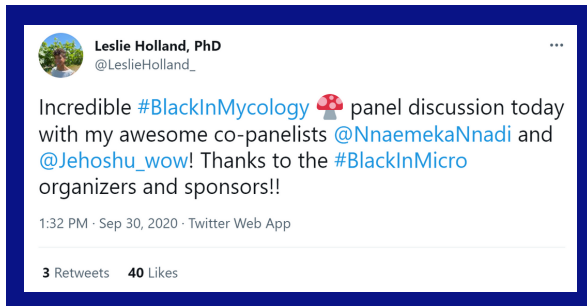 Leslie Holland, PhD
@LeslieHolland_
Incredible #BlackInMycology 🍄 panel discussion today
with my awesome co-panelists @NnaemekaNnadi and
@Jehoshu_wow! Thanks to the #BlackInMicro
organizers and sponsors!!
1:32 PM · Sep 30, 2020 · Twitter Web App
3 Retweets 40 Likes